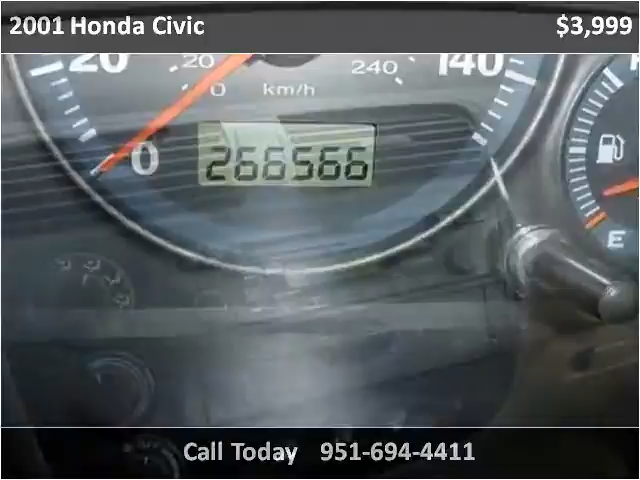 2001 Honda Civic $3,999
20 20 240 140
0 km/h
0 266566
E
Call Today 951-694-4411